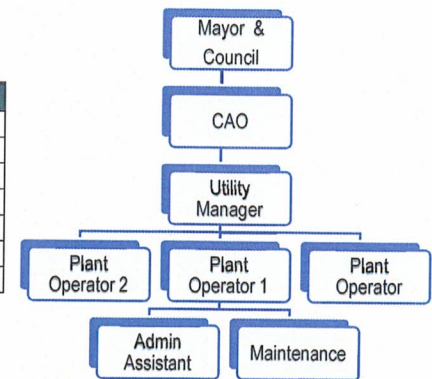 Mayor &
Council
CAO
Utility
Manager
Plant
Operator 2
Plant
Operator 1
Plant
Operator
Admin
Assistant
Maintenance